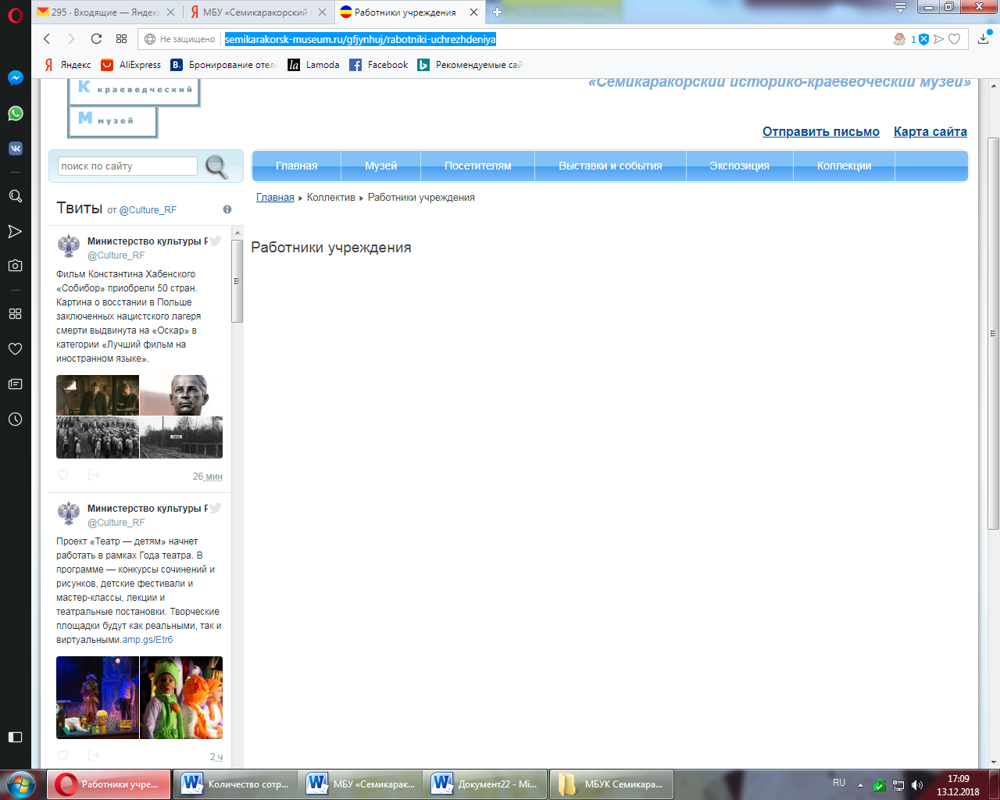 295 · Входящие — Яндекс
МБУ «Семикаракорский и
Работники учреждения
Не защищено
semikarakorsk-museum.ru/gfjynhuj/rabotniki-uchrezhdeniya
1
Яндекс
AliExpress
Бронирование отеле
Lamoda
Facebook
Рекомендуемые сай
К краеведческий
М музей
«Семикаракорский историко-краеведческий музей»
Отправить письмо
Карта сайта
поиск по сайту
Главная
Музей
Посетителям
Выставки и события
Экспозиция
Коллекции
Главная
Коллектив
Работники учреждения
Твиты от @Culture_RF
Работники учреждения
Министерство культуры Р
@Culture_RF
Фильм Константина Хабенского
«Собибор» приобрели 50 стран.
Картина о восстании в Польше
заключенных нацистского лагеря
смерти выдвинута на «Оскар» в
категории «Лучший фильм на
иностранном языке».
26 мин
Министерство культуры Р
@Culture_RF
Проект «Театр — детям» начнет
работать в рамках Года театра. В
программе — конкурсы сочинений и
рисунков, детские фестивали и
мастер-классы, лекции и
театральные постановки. Творческие
площадки будут как реальными, так и
виртуальными.amp.gs/Etr6
2 ч
Работники учре...
Количество сотр...
МБУ «Семикарак...
Документ22 - Mi...
МБУК Семикара...
RU
17:09
13.12.2018